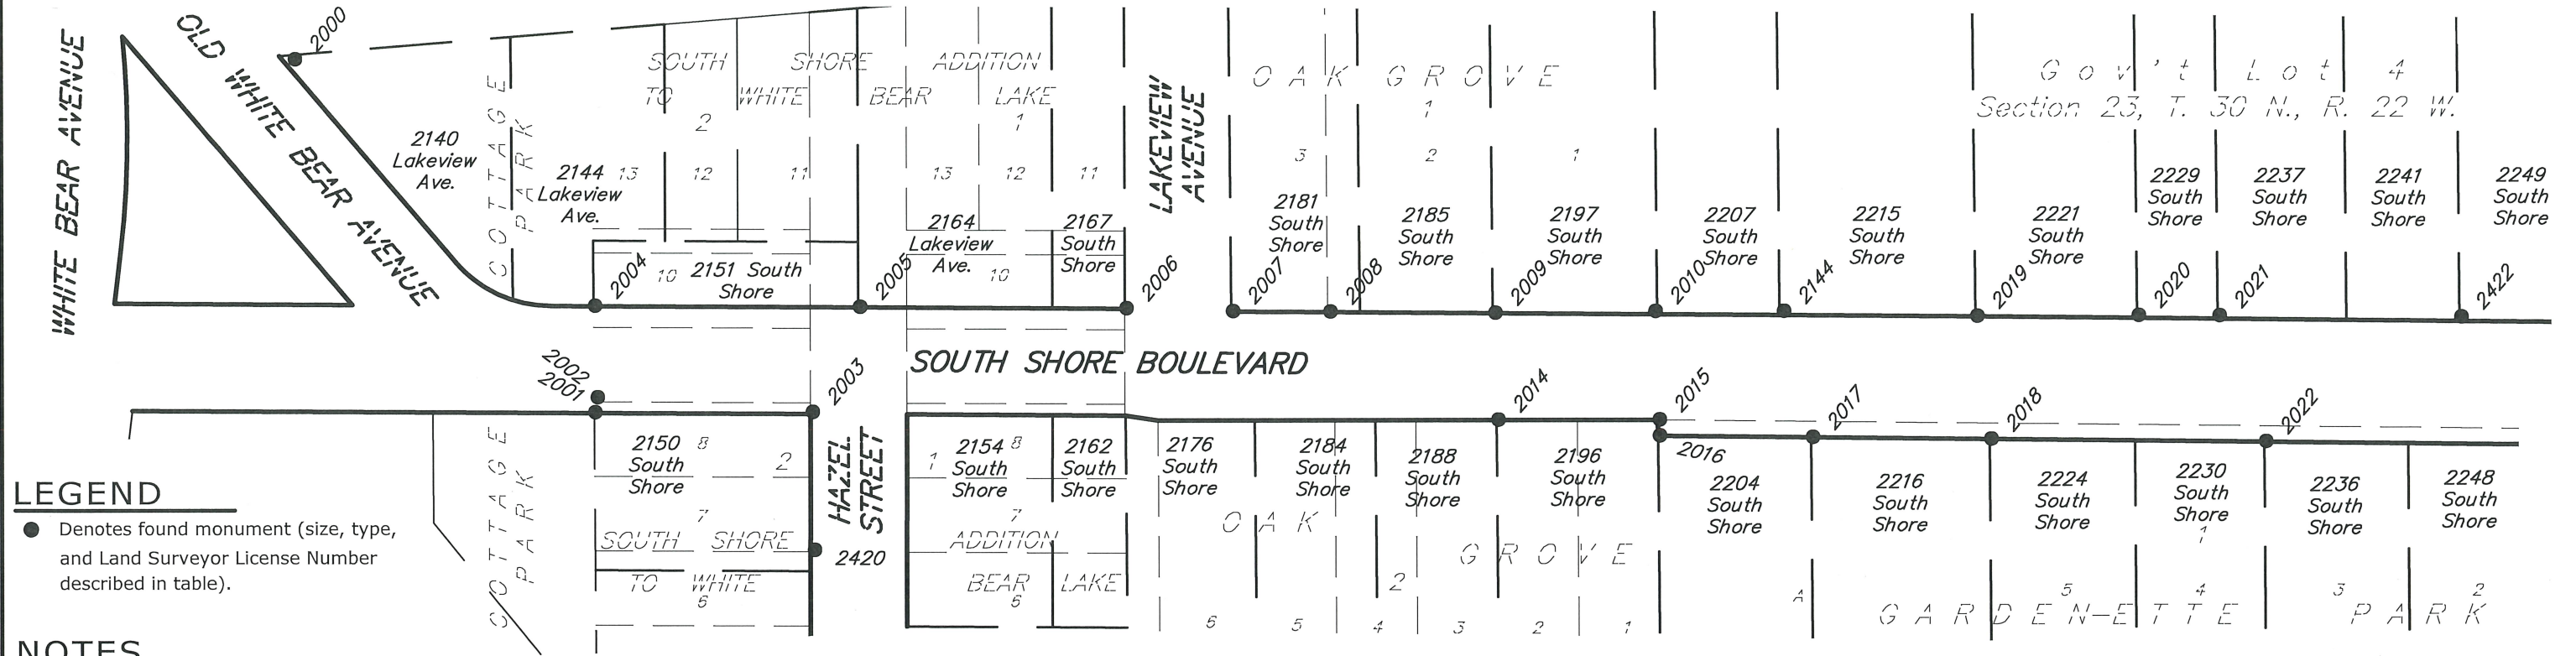 WHITE BEAR AVENUE
OLD WHITE BEAR AVENUE
2000
COTTAGE
PARK
SOUTH SHORE ADDITION
TO WHITE BEAR LAKE
2
1
2140
Lakeview
Ave.
2144
Lakeview
Ave.
13
12
11
13
12
11
10
2151 South
Shore
2004
2005
2164
Lakeview
Ave.
10
2167
South
Shore
2006
LAKEVIEW
AVENUE
OAK GROVE
1
3
2
1
2181
South
Shore
2185
South
Shore
2197
South
Shore
2207
South
Shore
2215
South
Shore
2221
South
Shore
Gov't Lot 4
Section 23, T. 30 N., R. 22 W.
2229
South
Shore
2237
South
Shore
2241
South
Shore
2249
South
Shore
2007
2008
2009
2010
2144
2019
2020
2021
2422
SOUTH SHORE BOULEVARD
2002
2001
2003
2014
2015
2016
2017
2018
2022
COTTAGE
PARK
2150
South
Shore
8
2
7
SOUTH SHORE
TO WHITE
6
HAZEL
STREET
2420
2154
South
Shore
8
1
7
ADDITION
BEAR LAKE
6
2162
South
Shore
2176
South
Shore
2184
South
Shore
2188
South
Shore
2196
South
Shore
OAK
GROVE
2
6
5
4
3
2
1
2204
South
Shore
2216
South
Shore
2224
South
Shore
2230
South
Shore
1
2236
South
Shore
2248
South
Shore
A
5
4
3
2
GARDEN-ETTE PARK
LEGEND
Denotes found monument (size, type,
and Land Surveyor License Number
described in table).
NOTES